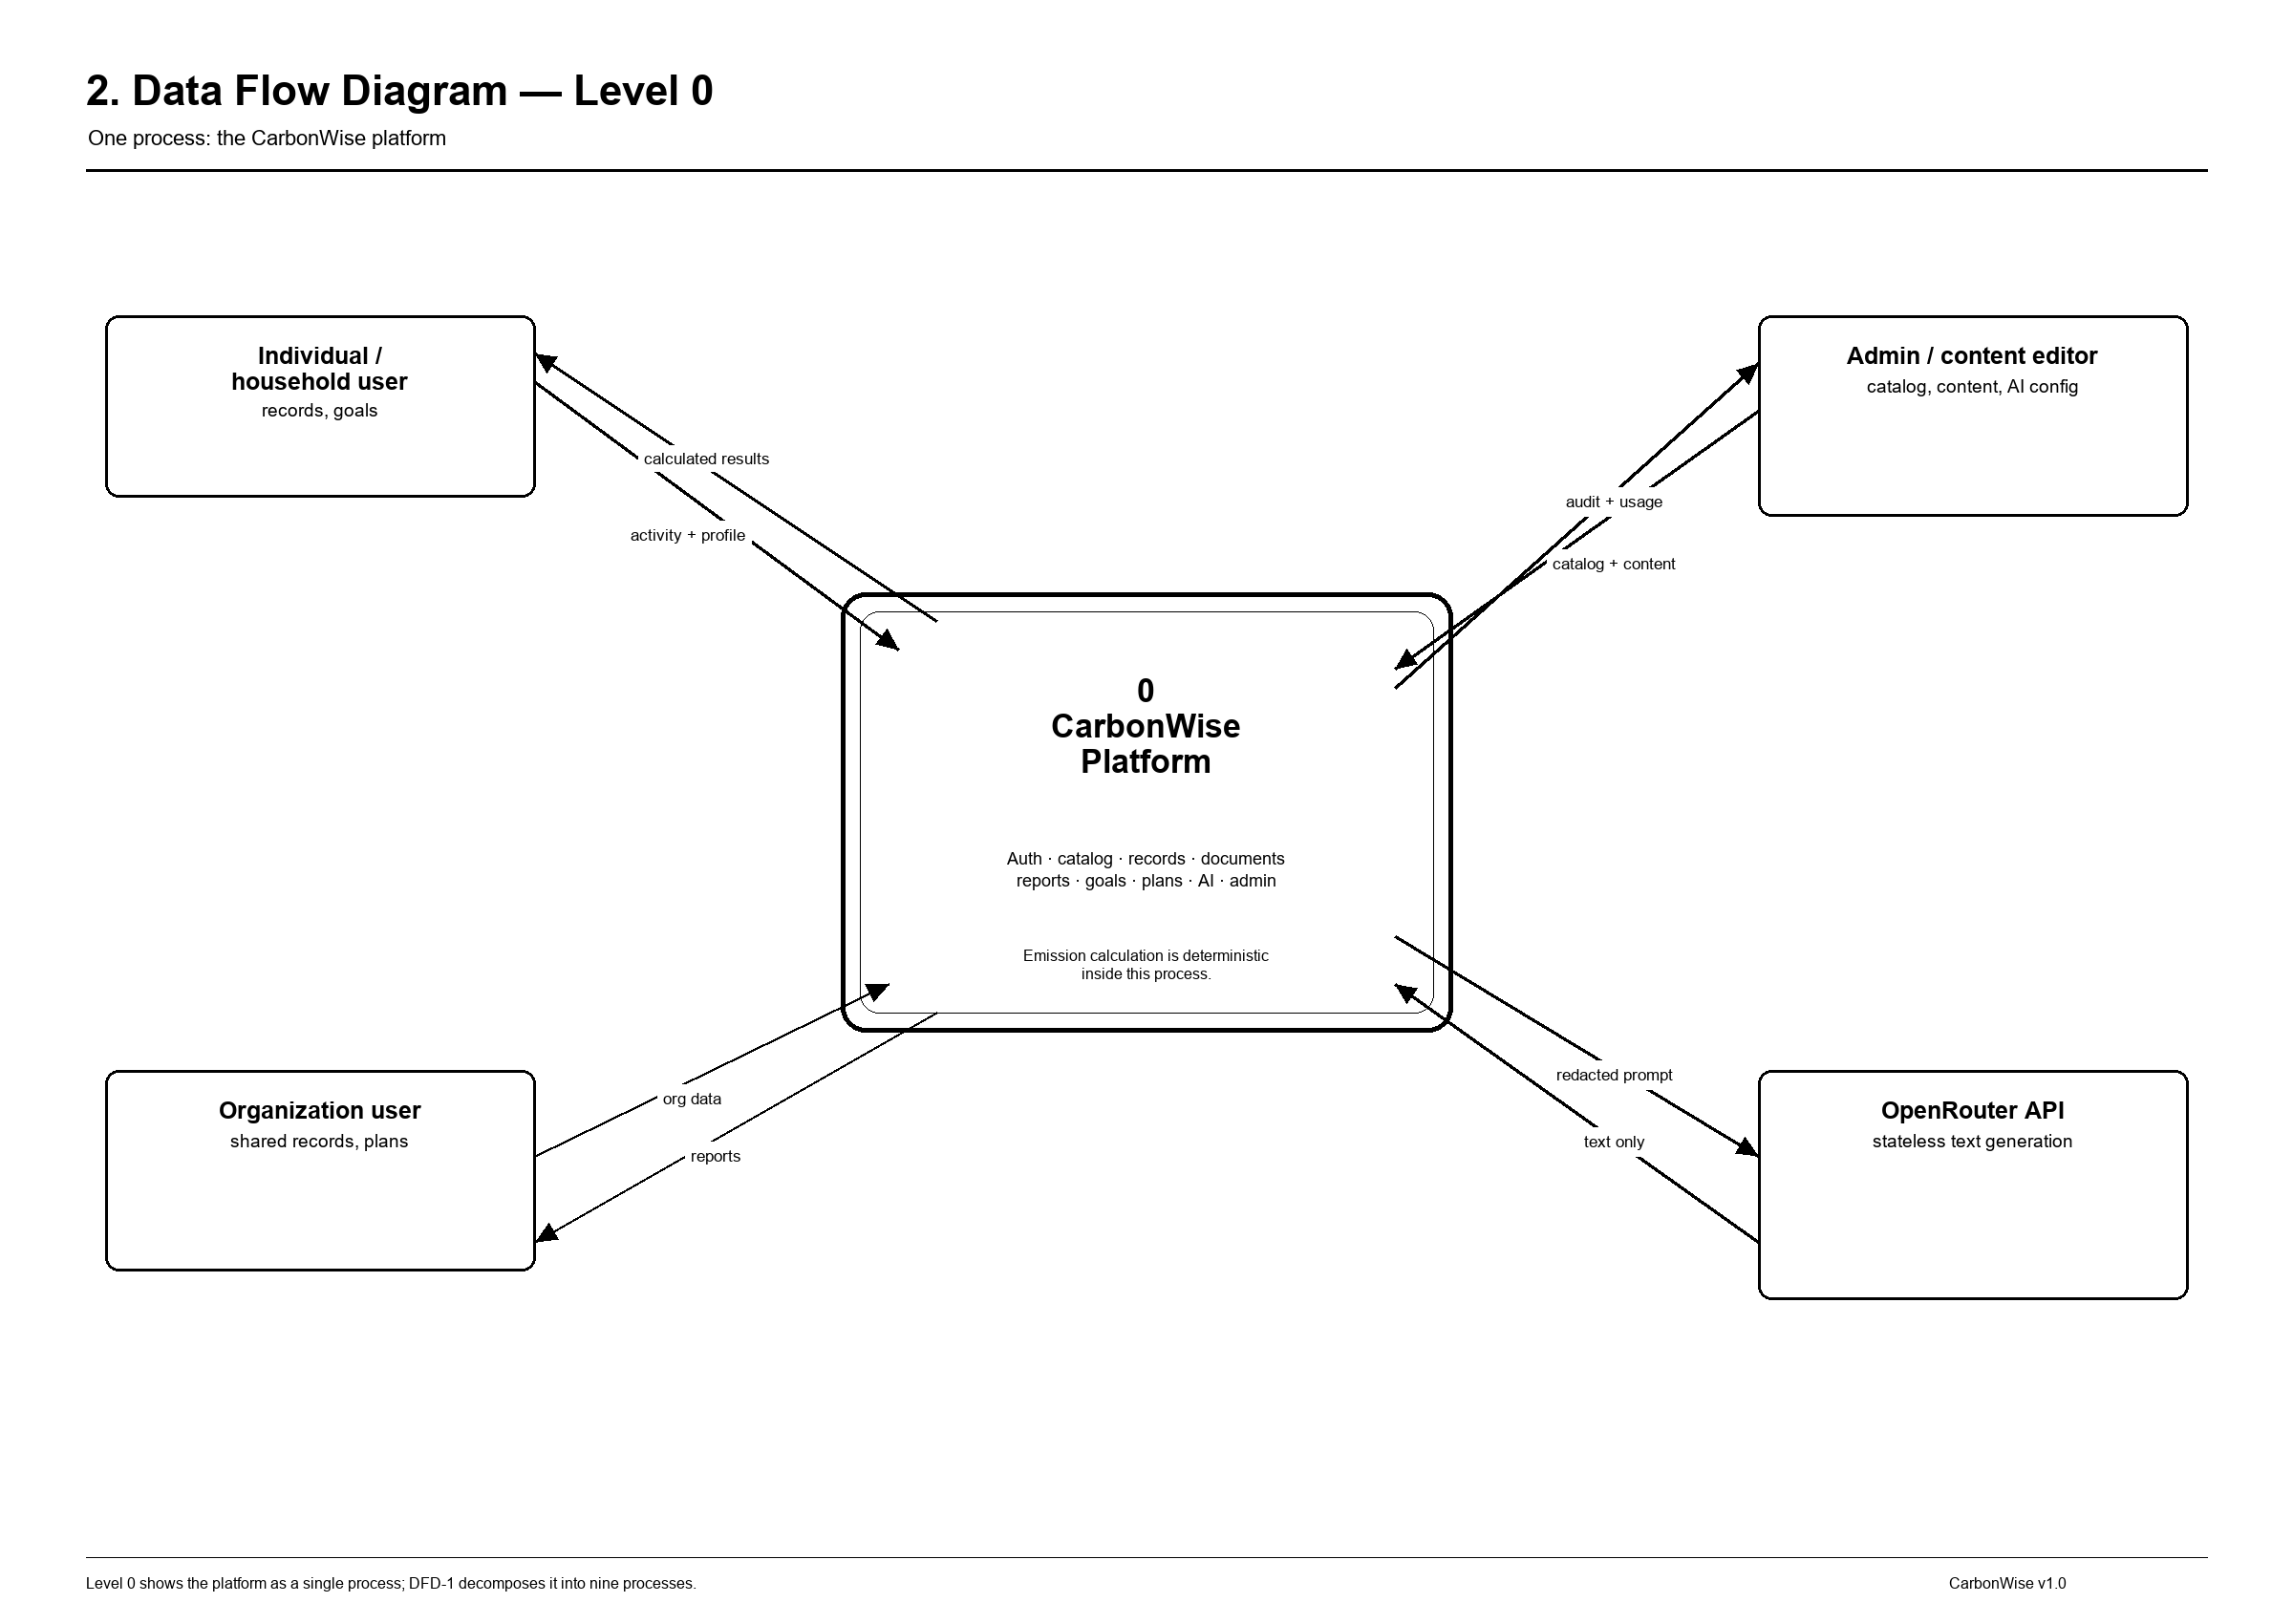 2. Data Flow Diagram — Level 0
One process: the CarbonWise platform
Individual /
household user
records, goals
Admin / content editor
catalog, content, AI config
calculated results
activity + profile
audit + usage
catalog + content
0
CarbonWise
Platform
Auth · catalog · records · documents
reports · goals · plans · AI · admin
Emission calculation is deterministic
inside this process.
org data
reports
redacted prompt
text only
Organization user
shared records, plans
OpenRouter API
stateless text generation
Level 0 shows the platform as a single process; DFD-1 decomposes it into nine processes.
CarbonWise v1.0